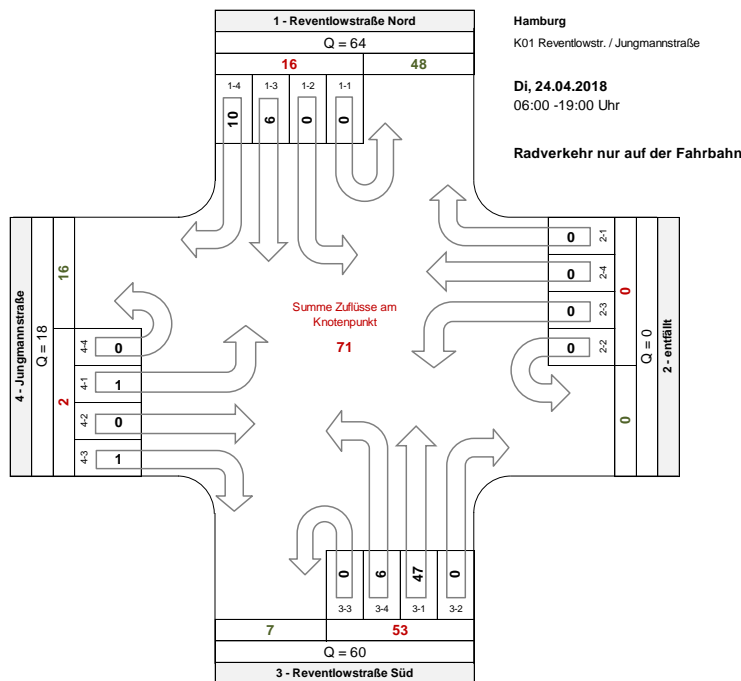 1 - Reventlowstraße Nord
Q = 64
16
48
1-4
1-3
1-2
1-1
10
6
0
0
Hamburg
K01 Reventlowstr. / Jungmannstraße
Di, 24.04.2018
06:00 -19:00 Uhr
Radverkehr nur auf der Fahrbahn
4 - Jungmannstraße
Q = 18
16
2
4-4
0
4-1
1
4-2
0
4-3
1
Summe Zuflüsse am
Knotenpunkt
71
0
2-1
0
2-4
0
2-3
0
2-2
0
0
Q = 0
2 - entfällt
0
6
47
0
3-3
3-4
3-1
3-2
7
53
Q = 60
3 - Reventlowstraße Süd